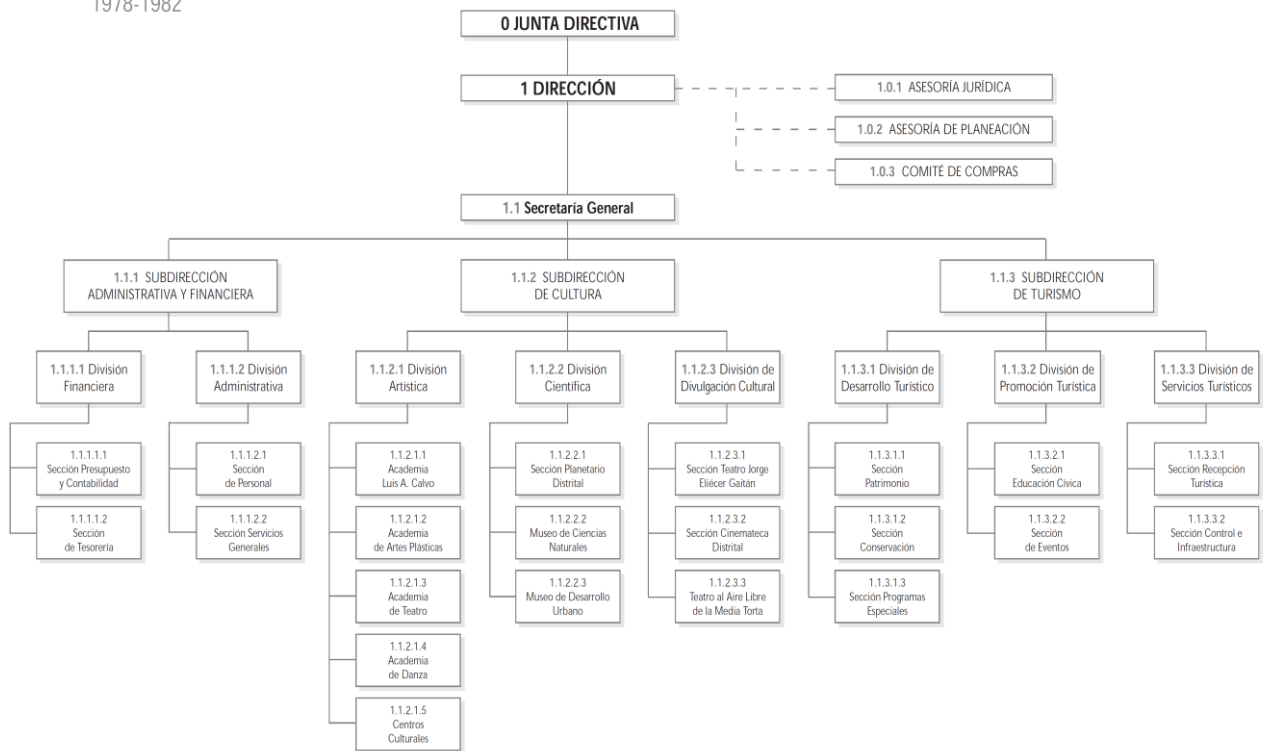 1978-1982
0 JUNTA DIRECTIVA
1 DIRECCIÓN
1.0.1 ASESORÍA JURÍDICA
1.0.2 ASESORÍA DE PLANEACIÓN
1.0.3 COMITÉ DE COMPRAS
1.1 Secretaría General
1.1.1 SUBDIRECCIÓN
ADMINISTRATIVA Y FINANCIERA
1.1.2 SUBDIRECCIÓN
DE CULTURA
1.1.3 SUBDIRECCIÓN
DE TURISMO
1.1.1.1 División
Financiera
1.1.1.2 División
Administrativa
1.1.2.1 División
Artística
1.1.2.2 División
Científica
1.1.2.3 División de
Divulgación Cultural
1.1.3.1 División de
Desarrollo Turístico
1.1.3.2 División de
Promoción Turística
1.1.3.3 División de
Servicios Turísticos
1.1.1.1.1
Sección Presupuesto
y Contabilidad
1.1.1.1.2
Sección
de Tesorería
1.1.1.2.1
Sección
de Personal
1.1.1.2.2
Sección Servicios
Generales
1.1.2.1.1
Academia
Luis A. Calvo
1.1.2.1.2
Academia
de Artes Plásticas
1.1.2.1.3
Academia
de Teatro
1.1.2.1.4
Academia
de Danza
1.1.2.1.5
Centros
Culturales
1.1.2.2.1
Sección Planetario
Distrital
1.1.2.2.2
Museo de Ciencias
Naturales
1.1.2.2.3
Museo de Desarrollo
Urbano
1.1.2.3.1
Sección Teatro Jorge
Eliécer Gaitán
1.1.2.3.2
Sección Cinemateca
Distrital
1.1.2.3.3
Teatro al Aire Libre
de la Media Torta
1.1.3.1.1
Sección
Patrimonio
1.1.3.1.2
Sección
Conservación
1.1.3.1.3
Sección Programas
Especiales
1.1.3.2.1
Sección
Educación Cívica
1.1.3.2.2
Sección
de Eventos
1.1.3.3.1
Sección Recepción
Turística
1.1.3.3.2
Sección Control e
Infraestructura